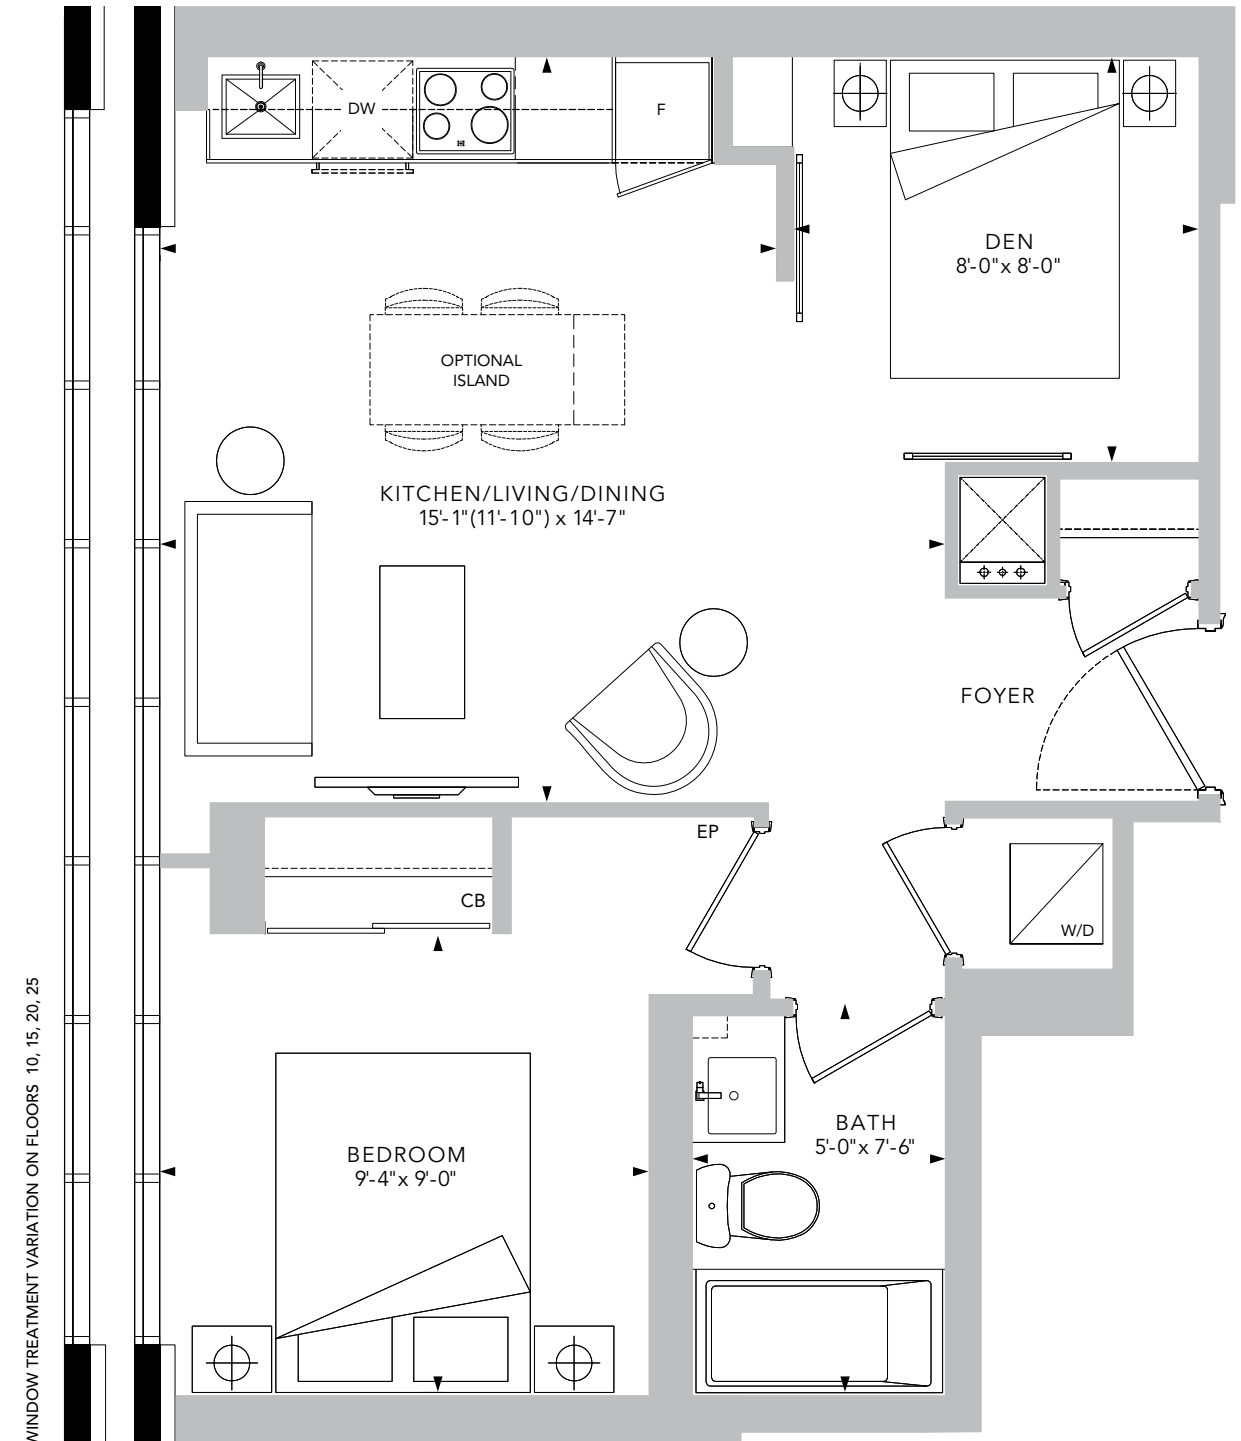 DW
F
DEN
8'-0"x 8'-0"
OPTIONAL
ISLAND
KITCHEN/LIVING/DINING
15'-1"(11'-10") x 14'-7"
FOYER
EP
CB
W/D
BATH
5'-0"x 7'-6"
BEDROOM
9'-4"x 9'-0"
WINDOW TREATMENT VARIATION ON FLOORS 10, 15, 20, 25